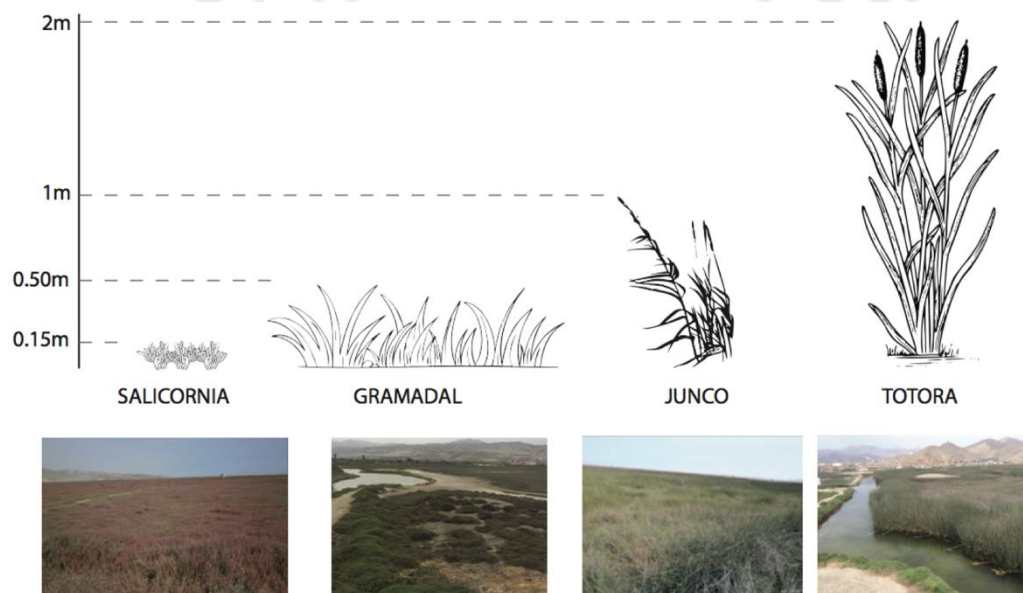 2m
1m
0.50m
0.15m
SALICORNIA
GRAMADAL
JUNCO
TOTORA